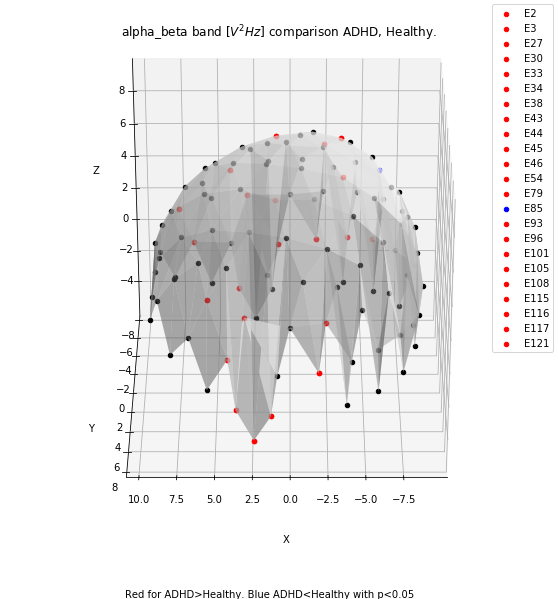 alpha_beta band [V²Hz] comparison ADHD, Healthy.
E2
E3
E27
E30
E33
E34
E38
E43
E44
E45
E46
E54
E79
E85
E93
E96
E101
E105
E108
E115
E116
E117
E121
Z
8
6
4
2
0
−2
−4
−8
−6
−4
−2
0
2
4
6
8
Y
10.0 7.5 5.0 2.5 0.0 −2.5 −5.0 −7.5
X
Red for ADHD>Healthy. Blue ADHD<Healthy with p<0.05